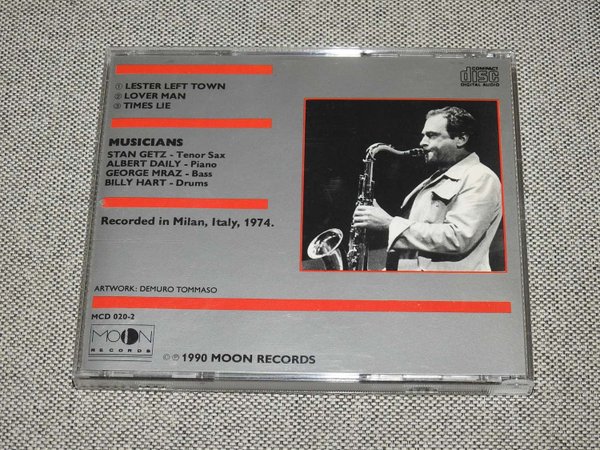 ① LESTER LEFT TOWN
② LOVER MAN
③ TIMES LIE
COMPACT
disc
DIGITAL AUDIO
MUSICIANS
STAN GETZ - Tenor Sax
ALBERT DAILY - Piano
GEORGE MRAZ - Bass
BILLY HART - Drums
Recorded in Milan, Italy, 1974.
ARTWORK: DEMURO TOMMASO
MCD 020-2
MOON
RECORDS
© ℗ 1990 MOON RECORDS